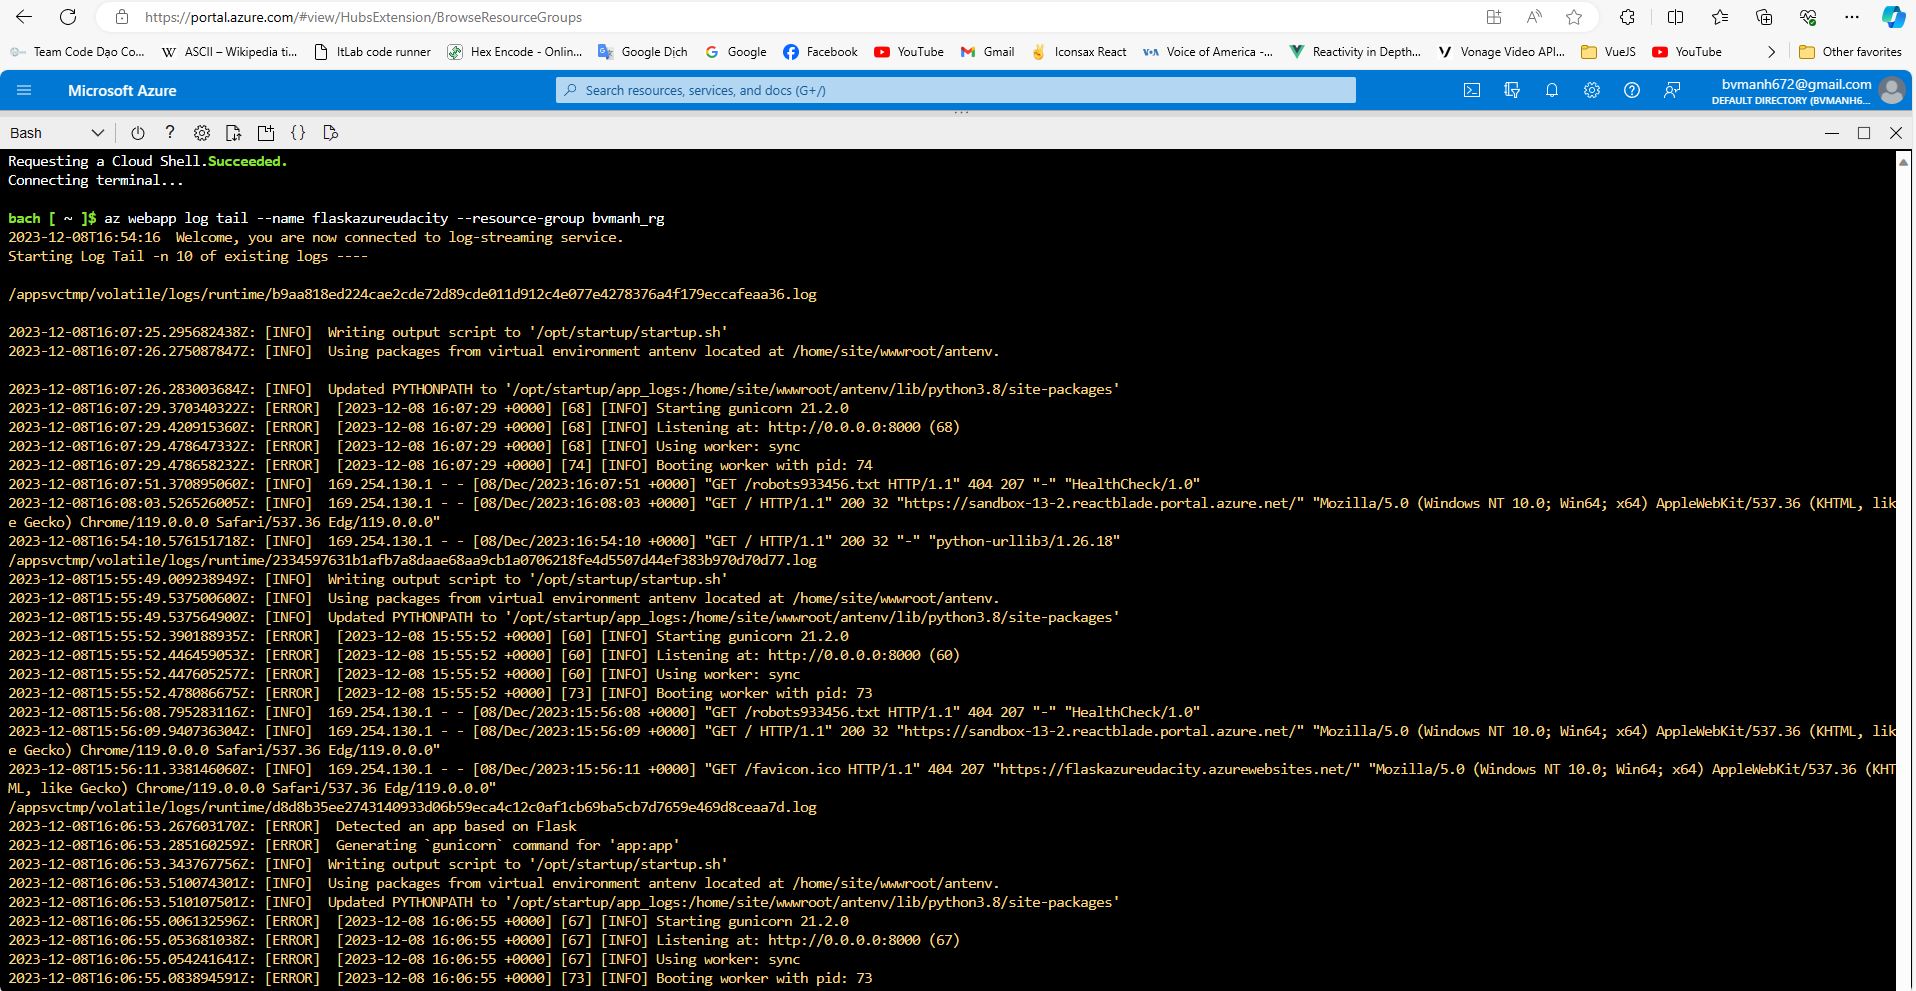 https://portal.azure.com/#view/HubsExtension/BrowseResourceGroups
Team Code Dạo Co... ASCII – Wikipedia ti... ItLab code runner Hex Encode - Onlin... Google Dịch Google Facebook YouTube Gmail Iconsax React Voice of America -... Reactivity in Depth... Vonage Video API... VueJS YouTube Other favorites
Microsoft Azure Search resources, services, and docs (G+/) bvmanh672@gmail.com
DEFAULT DIRECTORY (BVMANH6...
Bash
Requesting a Cloud Shell.Succeeded.
Connecting terminal...
bach [ ~ ]$ az webapp log tail --name flaskazureudacity --resource-group bvmanh_rg
2023-12-08T16:54:16  Welcome, you are now connected to log-streaming service.
Starting Log Tail -n 10 of existing logs ----
/appsvctmp/volatile/logs/runtime/b9aa818ed224cae2cde72d89cde011d912c4e077e4278376a4f179eccafeaa36.log
2023-12-08T16:07:25.295682438Z: [INFO]  Writing output script to '/opt/startup/startup.sh'
2023-12-08T16:07:26.275087847Z: [INFO]  Using packages from virtual environment antenv located at /home/site/wwwroot/antenv.
2023-12-08T16:07:26.283003684Z: [INFO]  Updated PYTHONPATH to '/opt/startup/app_logs:/home/site/wwwroot/antenv/lib/python3.8/site-packages'
2023-12-08T16:07:29.370340322Z: [ERROR]  [2023-12-08 16:07:29 +0000] [68] [INFO] Starting gunicorn 21.2.0
2023-12-08T16:07:29.420915360Z: [ERROR]  [2023-12-08 16:07:29 +0000] [68] [INFO] Listening at: http://0.0.0.0:8000 (68)
2023-12-08T16:07:29.478647332Z: [ERROR]  [2023-12-08 16:07:29 +0000] [68] [INFO] Using worker: sync
2023-12-08T16:07:29.478658232Z: [ERROR]  [2023-12-08 16:07:29 +0000] [74] [INFO] Booting worker with pid: 74
2023-12-08T16:07:51.370895060Z: [INFO]  169.254.130.1 - - [08/Dec/2023:16:07:51 +0000] "GET /robots933456.txt HTTP/1.1" 404 207 "-" "HealthCheck/1.0"
2023-12-08T16:08:03.526526005Z: [INFO]  169.254.130.1 - - [08/Dec/2023:16:08:03 +0000] "GET / HTTP/1.1" 200 32 "https://sandbox-13-2.reactblade.portal.azure.net/" "Mozilla/5.0 (Windows NT 10.0; Win64; x64) AppleWebKit/537.36 (KHTML, lik
e Gecko) Chrome/119.0.0.0 Safari/537.36 Edg/119.0.0.0"
2023-12-08T16:54:10.576151718Z: [INFO]  169.254.130.1 - - [08/Dec/2023:16:54:10 +0000] "GET / HTTP/1.1" 200 32 "-" "python-urllib3/1.26.18"
/appsvctmp/volatile/logs/runtime/2334597631b1afb7a8daae68aa9cb1a0706218fe4d5507d44ef383b970d70d77.log
2023-12-08T15:55:49.009238949Z: [INFO]  Writing output script to '/opt/startup/startup.sh'
2023-12-08T15:55:49.537500600Z: [INFO]  Using packages from virtual environment antenv located at /home/site/wwwroot/antenv.
2023-12-08T15:55:49.537564900Z: [INFO]  Updated PYTHONPATH to '/opt/startup/app_logs:/home/site/wwwroot/antenv/lib/python3.8/site-packages'
2023-12-08T15:55:52.390188935Z: [ERROR]  [2023-12-08 15:55:52 +0000] [60] [INFO] Starting gunicorn 21.2.0
2023-12-08T15:55:52.446459053Z: [ERROR]  [2023-12-08 15:55:52 +0000] [60] [INFO] Listening at: http://0.0.0.0:8000 (60)
2023-12-08T15:55:52.447605257Z: [ERROR]  [2023-12-08 15:55:52 +0000] [60] [INFO] Using worker: sync
2023-12-08T15:55:52.478086675Z: [ERROR]  [2023-12-08 15:55:52 +0000] [73] [INFO] Booting worker with pid: 73
2023-12-08T15:56:08.795283116Z: [INFO]  169.254.130.1 - - [08/Dec/2023:15:56:08 +0000] "GET /robots933456.txt HTTP/1.1" 404 207 "-" "HealthCheck/1.0"
2023-12-08T15:56:09.940736304Z: [INFO]  169.254.130.1 - - [08/Dec/2023:15:56:09 +0000] "GET / HTTP/1.1" 200 32 "https://sandbox-13-2.reactblade.portal.azure.net/" "Mozilla/5.0 (Windows NT 10.0; Win64; x64) AppleWebKit/537.36 (KHTML, lik
e Gecko) Chrome/119.0.0.0 Safari/537.36 Edg/119.0.0.0"
2023-12-08T15:56:11.338146060Z: [INFO]  169.254.130.1 - - [08/Dec/2023:15:56:11 +0000] "GET /favicon.ico HTTP/1.1" 404 207 "https://flaskazureudacity.azurewebsites.net/" "Mozilla/5.0 (Windows NT 10.0; Win64; x64) AppleWebKit/537.36 (KHT
ML, like Gecko) Chrome/119.0.0.0 Safari/537.36 Edg/119.0.0.0"
/appsvctmp/volatile/logs/runtime/d8d8b35ee2743140933d06b59eca4c12c0af1cb69ba5cb7d7659e469d8ceaa7d.log
2023-12-08T16:06:53.267603170Z: [ERROR]  Detected an app based on Flask
2023-12-08T16:06:53.285160259Z: [ERROR]  Generating `gunicorn` command for 'app:app'
2023-12-08T16:06:53.343767756Z: [INFO]  Writing output script to '/opt/startup/startup.sh'
2023-12-08T16:06:53.510074301Z: [INFO]  Using packages from virtual environment antenv located at /home/site/wwwroot/antenv.
2023-12-08T16:06:53.510107501Z: [INFO]  Updated PYTHONPATH to '/opt/startup/app_logs:/home/site/wwwroot/antenv/lib/python3.8/site-packages'
2023-12-08T16:06:55.006132596Z: [ERROR]  [2023-12-08 16:06:55 +0000] [67] [INFO] Starting gunicorn 21.2.0
2023-12-08T16:06:55.053681038Z: [ERROR]  [2023-12-08 16:06:55 +0000] [67] [INFO] Listening at: http://0.0.0.0:8000 (67)
2023-12-08T16:06:55.054241641Z: [ERROR]  [2023-12-08 16:06:55 +0000] [67] [INFO] Using worker: sync
2023-12-08T16:06:55.083894591Z: [ERROR]  [2023-12-08 16:06:55 +0000] [73] [INFO] Booting worker with pid: 73